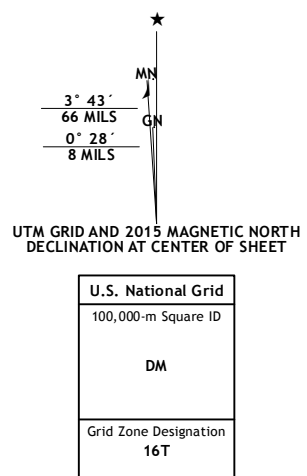 ★
MN
3° 43´
66 MILS
GN
0° 28´
8 MILS
UTM GRID AND 2015 MAGNETIC NORTH
DECLINATION AT CENTER OF SHEET
U.S. National Grid
100,000-m Square ID
DM
Grid Zone Designation
16T